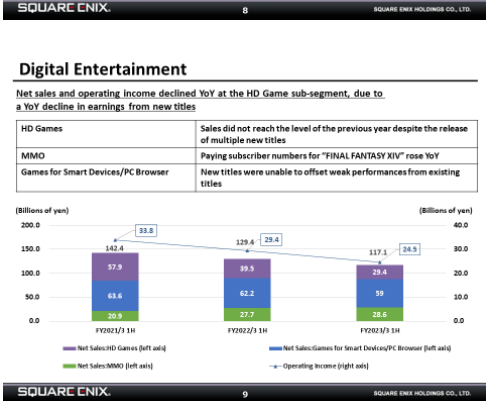 SQUARE ENIX.
8
SQUARE ENIX HOLDINGS CO., LTD.
Digital Entertainment
Net sales and operating income declined YoY at the HD Game sub-segment, due to
a YoY decline in earnings from new titles
HD Games
Sales did not reach the level of the previous year despite the release
of multiple new titles
MMO
Paying subscriber numbers for "FINAL FANTASY XIV" rose YoY
Games for Smart Devices/PC Browser
New titles were unable to offset weak performances from existing
titles
(Billions of yen)
(Billions of yen)
200.0
150.0
100.0
50.0
0.0
40.0
30.0
20.0
10.0
0.0
33.8
142.4
57.9
63.6
20.9
29.4
129.4
39.5
62.2
27.7
24.5
117.1
29.4
59
28.6
FY2021/3 1H
FY2022/3 1H
FY2023/3 1H
Net Sales:HD Games (left axis)
Net Sales:Games for Smart Devices/PC Browser (left axis)
Net Sales:MMO (left axis)
Operating Income (right axis)
SQUARE ENIX.
9
SQUARE ENIX HOLDINGS CO., LTD.